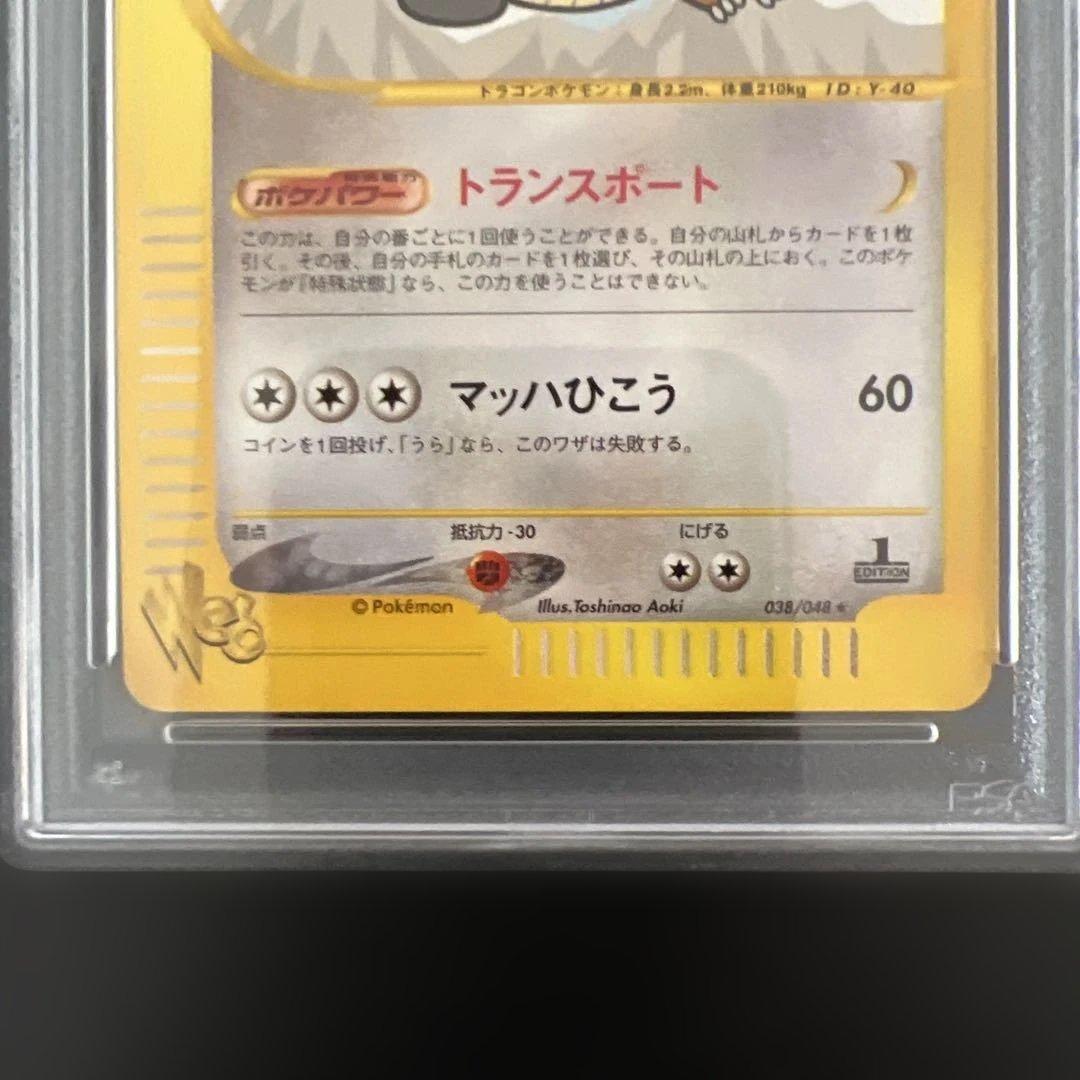 ドラゴンポケモン：身長2.2m、体重210kg ID：Y-40
ポケパワー トランスポート
この力は、自分の番ごとに1回使うことができる。自分の山札からカードを1枚
引く。その後、自分の手札のカードを1枚選び、その山札の上におく。このポケ
モンが『特殊状態』なら、この力を使うことはできない。
マッハひこう 60
コインを1回投げ、「うら」なら、このワザは失敗する。
弱点 抵抗力 -30 にげる
闘
1
EDITION
©Pokémon Illus.Toshinao Aoki 038/048 ★
PSA